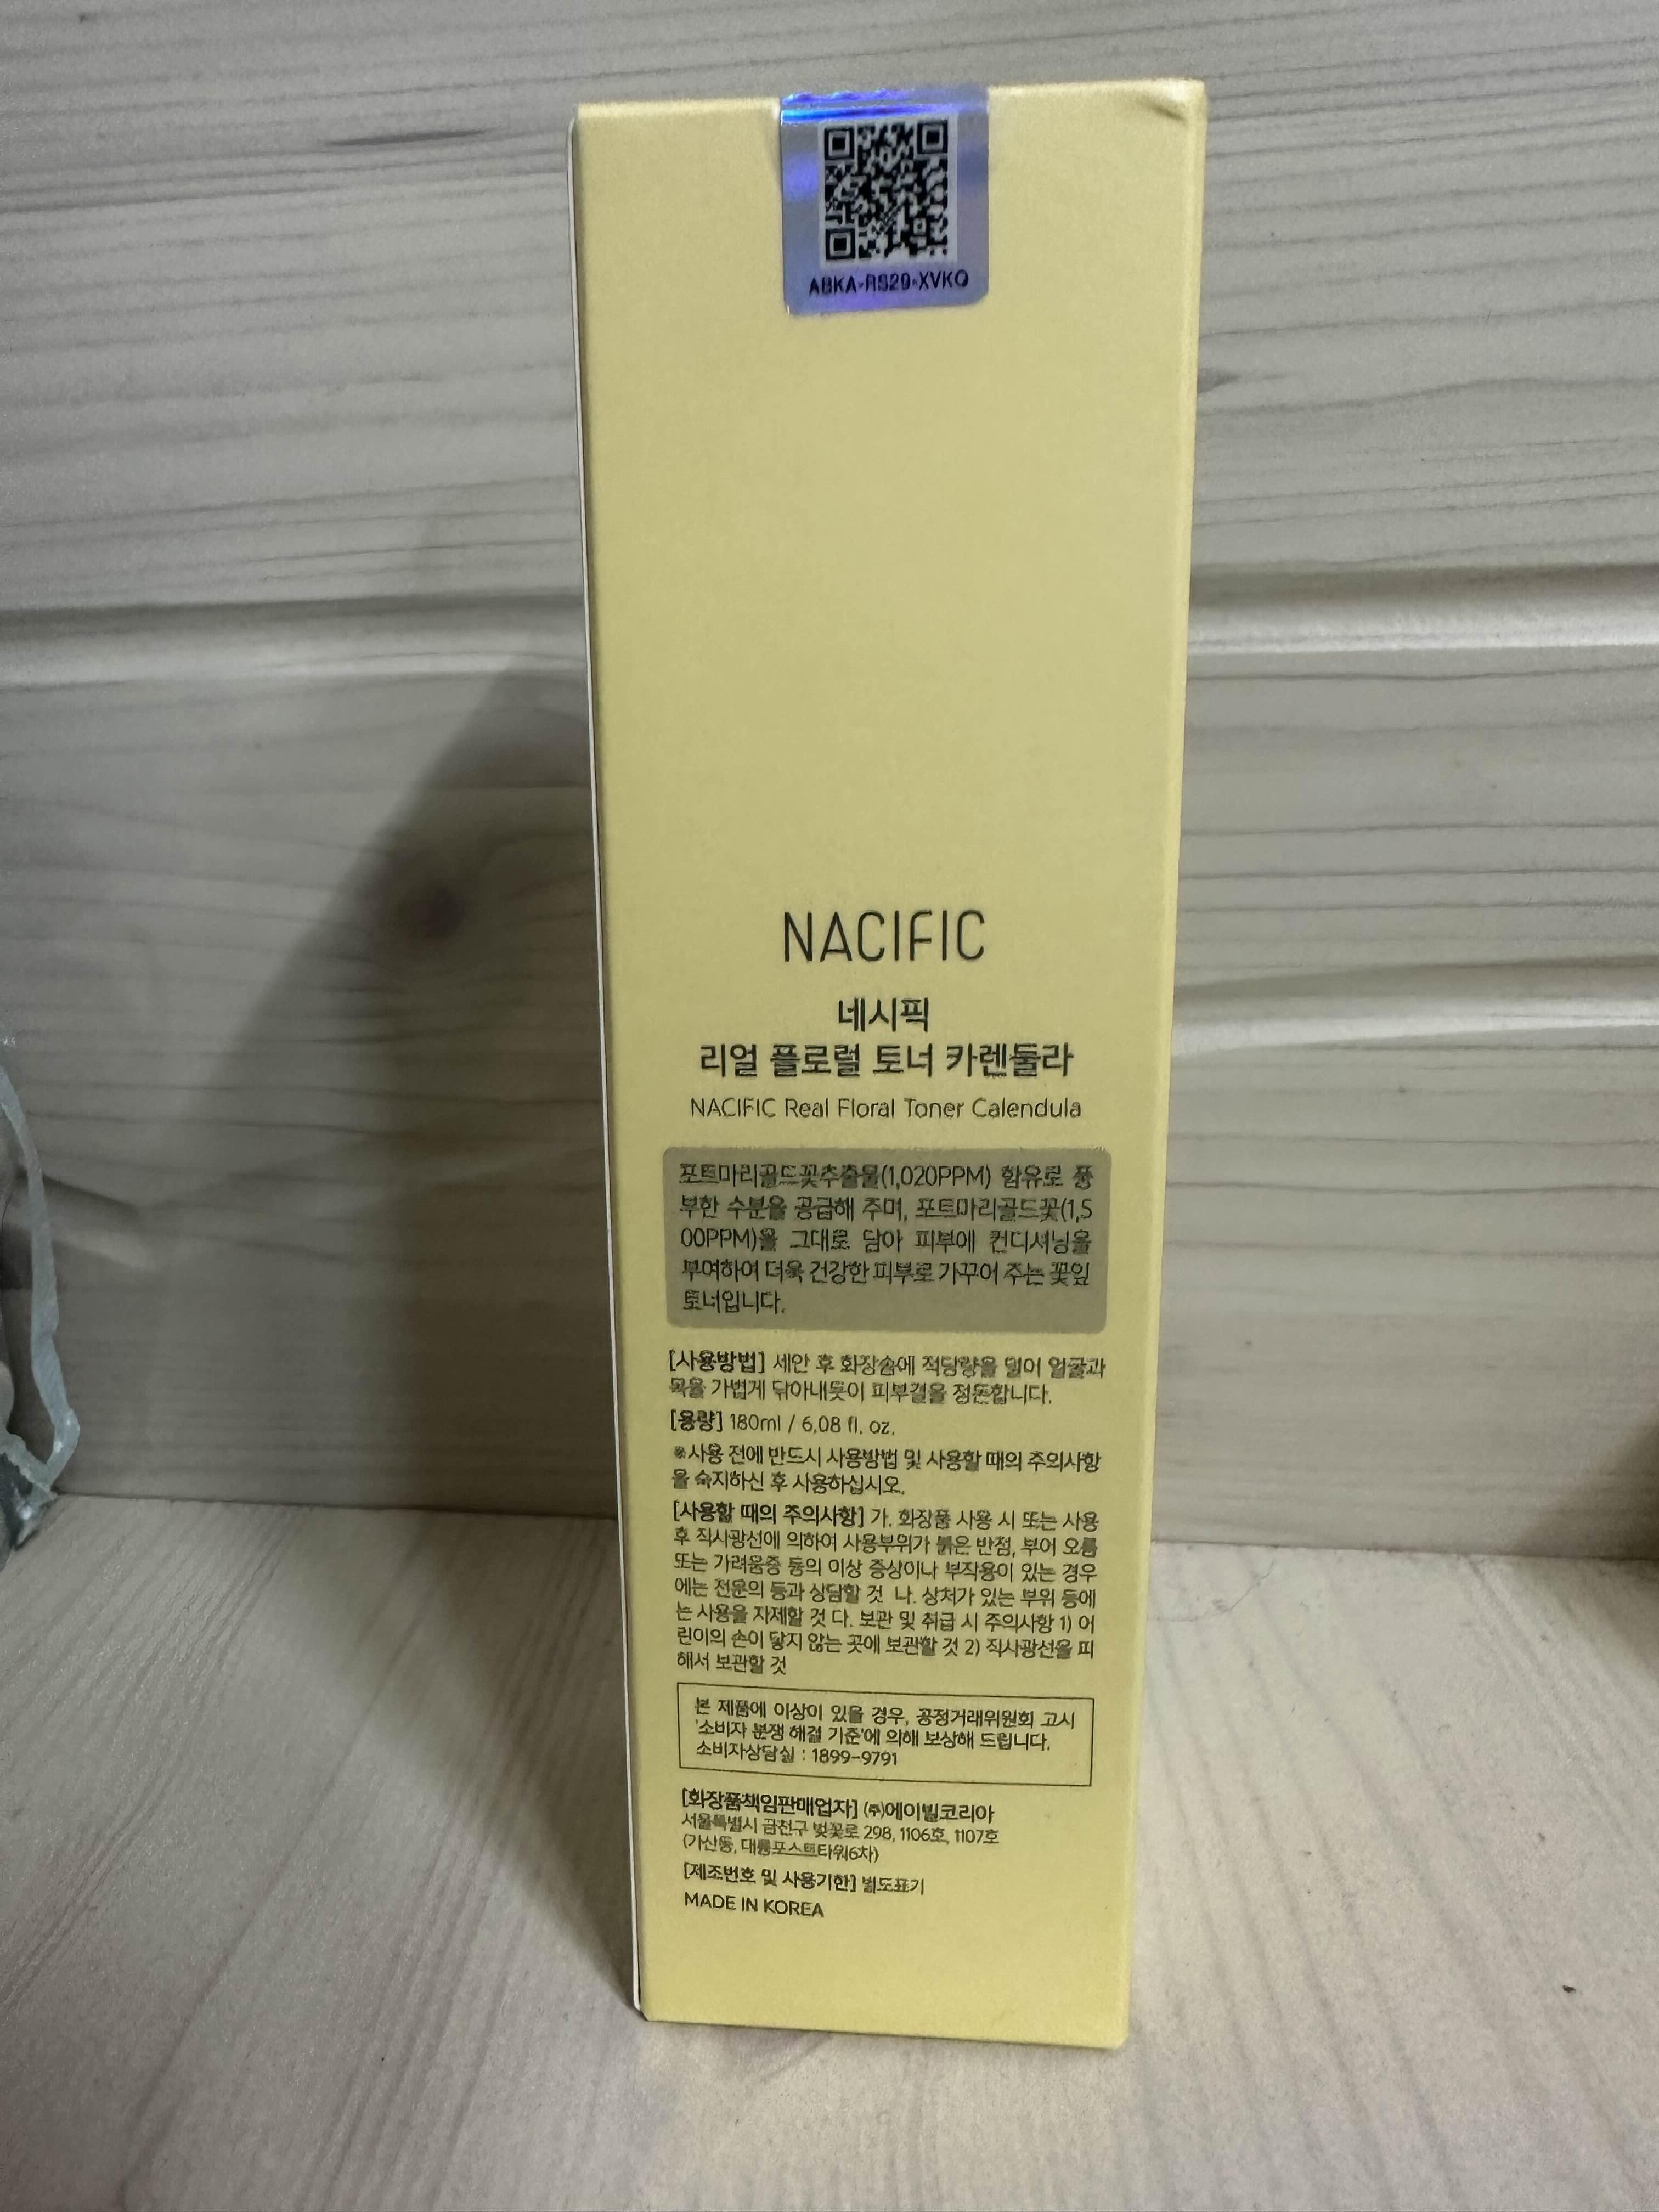 ABKA-RS29-XVKQ
NACIFIC
네시픽
리얼 플로럴 토너 카렌둘라
NACIFIC Real Floral Toner Calendula
포트마리골드꽃추출물(1,020PPM) 함유로 풍
부한 수분을 공급해 주며, 포트마리골드꽃(1,5
00PPM)을 그대로 담아 피부에 컨디셔닝을
부여하여 더욱 건강한 피부로 가꾸어 주는 꽃잎
토너입니다.
[사용방법] 세안 후 화장솜에 적당량을 덜어 얼굴과
목을 가볍게 닦아내듯이 피부결을 정돈합니다.
[용량] 180ml / 6.08 fl. oz.
※사용 전에 반드시 사용방법 및 사용할 때의 주의사항
을 숙지하신 후 사용하십시오.
[사용할 때의 주의사항] 가. 화장품 사용 시 또는 사용
후 직사광선에 의하여 사용부위가 붉은 반점, 부어 오름
또는 가려움증 등의 이상 증상이나 부작용이 있는 경우
에는 전문의 등과 상담할 것 나. 상처가 있는 부위 등에
는 사용을 자제할 것 다. 보관 및 취급 시 주의사항 1) 어
린이의 손이 닿지 않는 곳에 보관할 것 2) 직사광선을 피
해서 보관할 것
본 제품에 이상이 있을 경우, 공정거래위원회 고시
'소비자 분쟁 해결 기준'에 의해 보상해 드립니다.
소비자상담실 : 1899-9791
[화장품책임판매업자] ㈜에이빌코리아
서울특별시 금천구 벚꽃로 298, 1106호, 1107호
(가산동, 대륭포스트타워6차)
[제조번호 및 사용기한] 별도표기
MADE IN KOREA